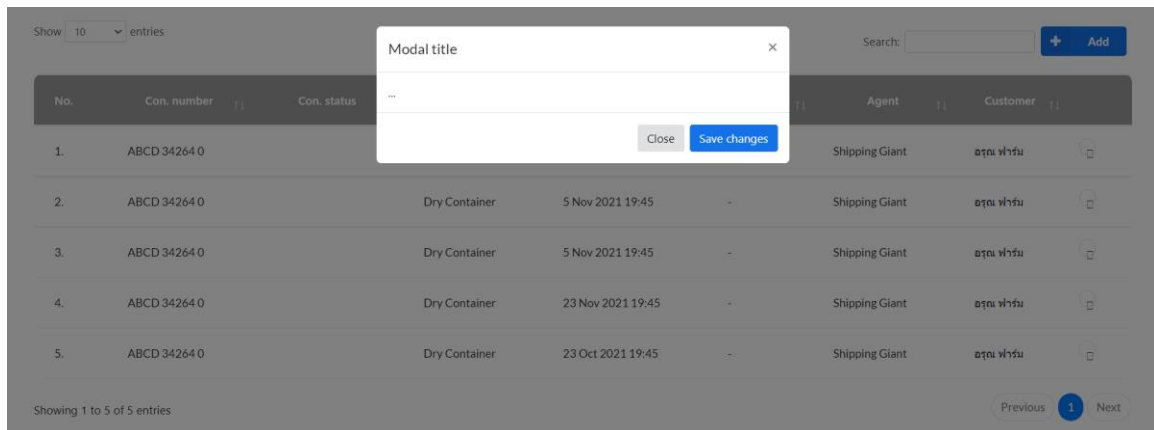 Show 10 entries
Modal title ×
Search:
+ Add
...
No. Con. number Con. status Agent Customer
Close Save changes
1. ABCD 34264 0 Shipping Giant อรุณ ฟาร์ม
2. ABCD 34264 0 Dry Container 5 Nov 2021 19:45 - Shipping Giant อรุณ ฟาร์ม
3. ABCD 34264 0 Dry Container 5 Nov 2021 19:45 - Shipping Giant อรุณ ฟาร์ม
4. ABCD 34264 0 Dry Container 23 Nov 2021 19:45 - Shipping Giant อรุณ ฟาร์ม
5. ABCD 34264 0 Dry Container 23 Oct 2021 19:45 - Shipping Giant อรุณ ฟาร์ม
Showing 1 to 5 of 5 entries
Previous 1 Next